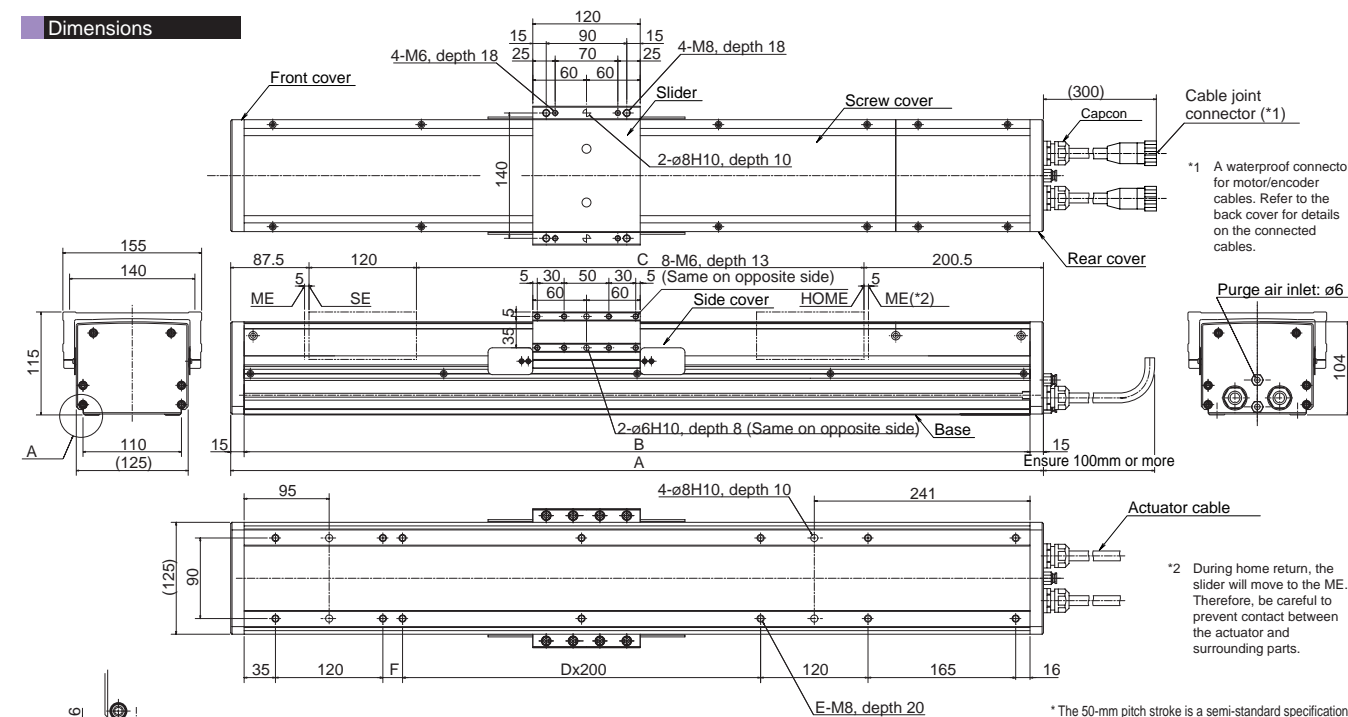 Dimensions
120
15 90 15
4-M6, depth 18 25 70 25 4-M8, depth 18
60 60
Front cover
Slider
Screw cover
(300)
Capcon
Cable joint
connector (*1)
2-ø8H10, depth 10
140
*1 A waterproof connecto
for motor/encoder
cables. Refer to the
back cover for details
on the connected
cables.
Rear cover
155
140
115
A
110
(125)
87.5 120 C 8-M6, depth 13 200.5
(Same on opposite side)
5 5 30 50 30 5 5
ME SE 60 60 Side cover HOME ME(*2)
5
35
2-ø6H10, depth 8 (Same on opposite side)
Base
15 B 15
A
Ensure 100mm or more
Purge air inlet: ø6
104
95
4-ø8H10, depth 10
241
Actuator cable
(125)
90
*2 During home return, the
slider will move to the ME.
Therefore, be careful to
prevent contact between
the actuator and
surrounding parts.
35 120 F Dx200 120 165 16
E-M8, depth 20
6
* The 50-mm pitch stroke is a semi-standard specification